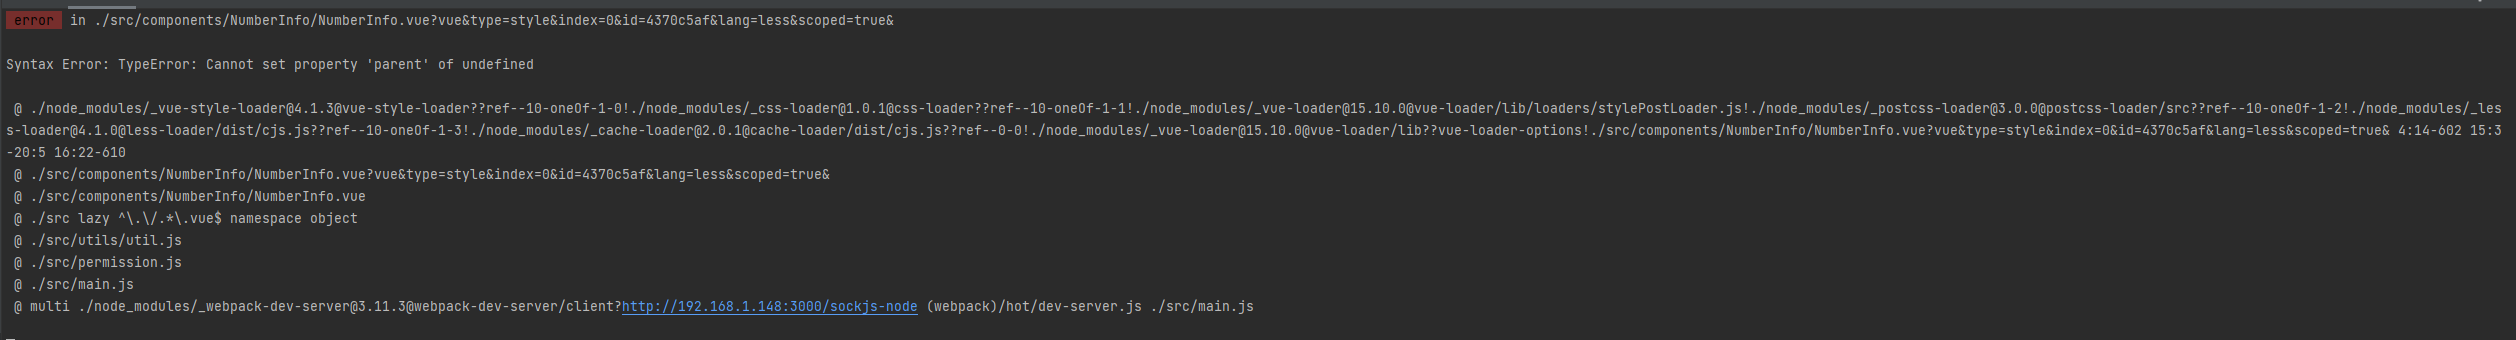 error in ./src/components/NumberInfo/NumberInfo.vue?vue&type=style&index=0&id=4370c5af&lang=less&scoped=true&
Syntax Error: TypeError: Cannot set property 'parent' of undefined
@ ./node_modules/_vue-style-loader@4.1.3@vue-style-loader??ref--10-oneOf-1-0!./node_modules/_css-loader@1.0.1@css-loader??ref--10-oneOf-1-1!./node_modules/_vue-loader@15.10.0@vue-loader/lib/loaders/stylePostLoader.js!./node_modules/_postcss-loader@3.0.0@postcss-loader/src??ref--10-oneOf-1-2!./node_modules/_les
s-loader@4.1.0@less-loader/dist/cjs.js??ref--10-oneOf-1-3!./node_modules/_cache-loader@2.0.1@cache-loader/dist/cjs.js??ref--0-0!./node_modules/_vue-loader@15.10.0@vue-loader/lib??vue-loader-options!./src/components/NumberInfo/NumberInfo.vue?vue&type=style&index=0&id=4370c5af&lang=less&scoped=true& 4:14-602 15:3
-20:5 16:22-610
@ ./src/components/NumberInfo/NumberInfo.vue?vue&type=style&index=0&id=4370c5af&lang=less&scoped=true&
@ ./src/components/NumberInfo/NumberInfo.vue
@ ./src lazy ^\.\/.*\.vue$ namespace object
@ ./src/utils/util.js
@ ./src/permission.js
@ ./src/main.js
@ multi ./node_modules/_webpack-dev-server@3.11.3@webpack-dev-server/client?http://192.168.1.148:3000/sockjs-node (webpack)/hot/dev-server.js ./src/main.js